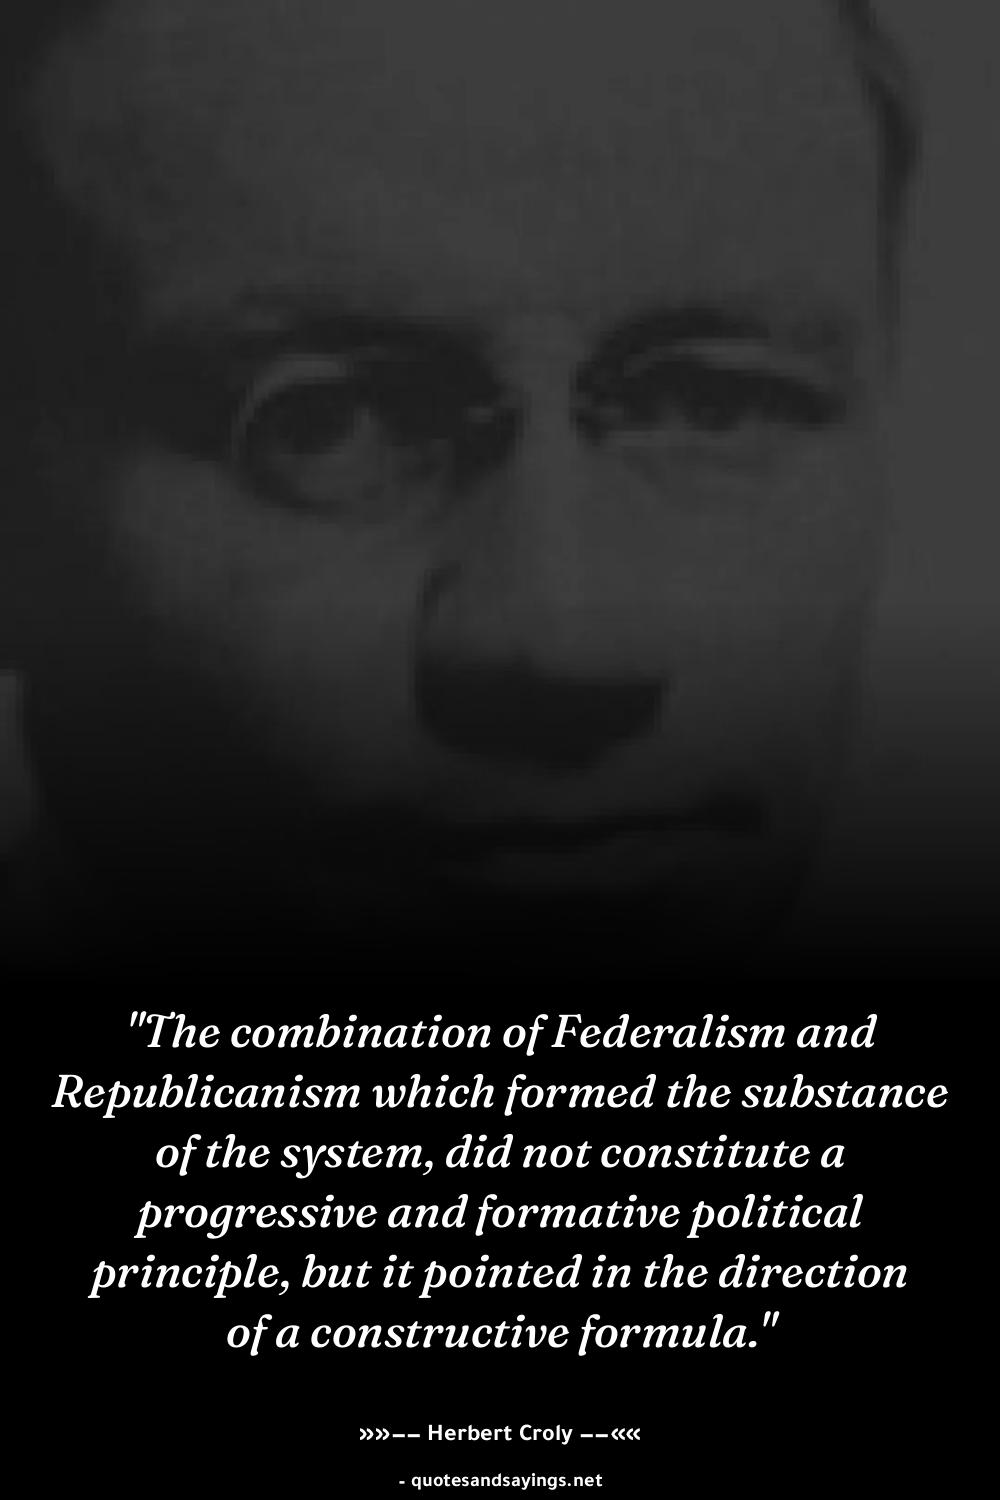 "The combination of Federalism and
Republicanism which formed the substance
of the system, did not constitute a
progressive and formative political
principle, but it pointed in the direction
of a constructive formula."
»»−− Herbert Croly −−««
- quotesandsayings.net